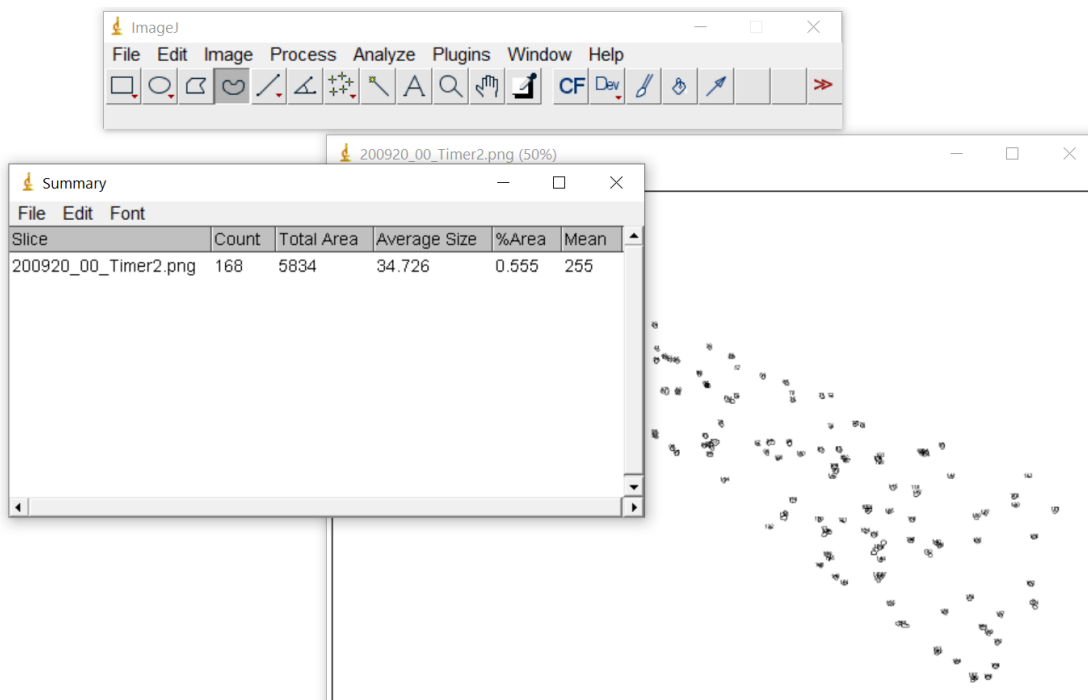 ImageJ
File Edit Image Process Analyze Plugins Window Help
A CF Dev >>
200920_00_Timer2.png (50%)
Summary
File Edit Font
Slice Count Total Area Average Size %Area Mean
200920_00_Timer2.png 168 5834 34.726 0.555 255